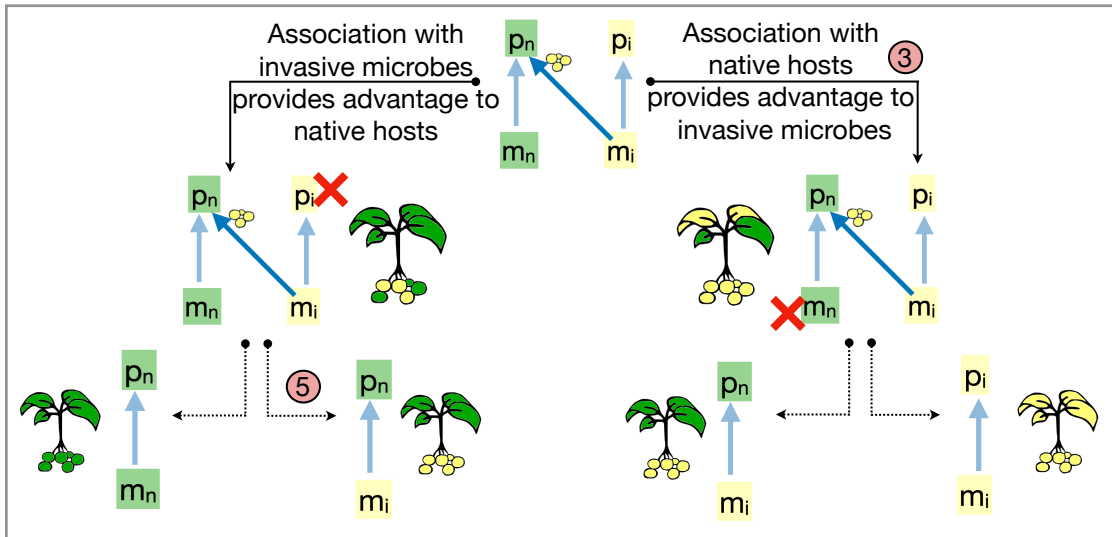 Association with
invasive microbes
provides advantage to
native hosts
pₙ pᵢ
mₙ mᵢ
Association with
native hosts
provides advantage to
invasive microbes
3
pₙ pᵢ
mₙ mᵢ
pₙ pᵢ
mₙ mᵢ
5
pₙ
mₙ
pₙ
mᵢ
pₙ
mᵢ
pᵢ
mᵢ